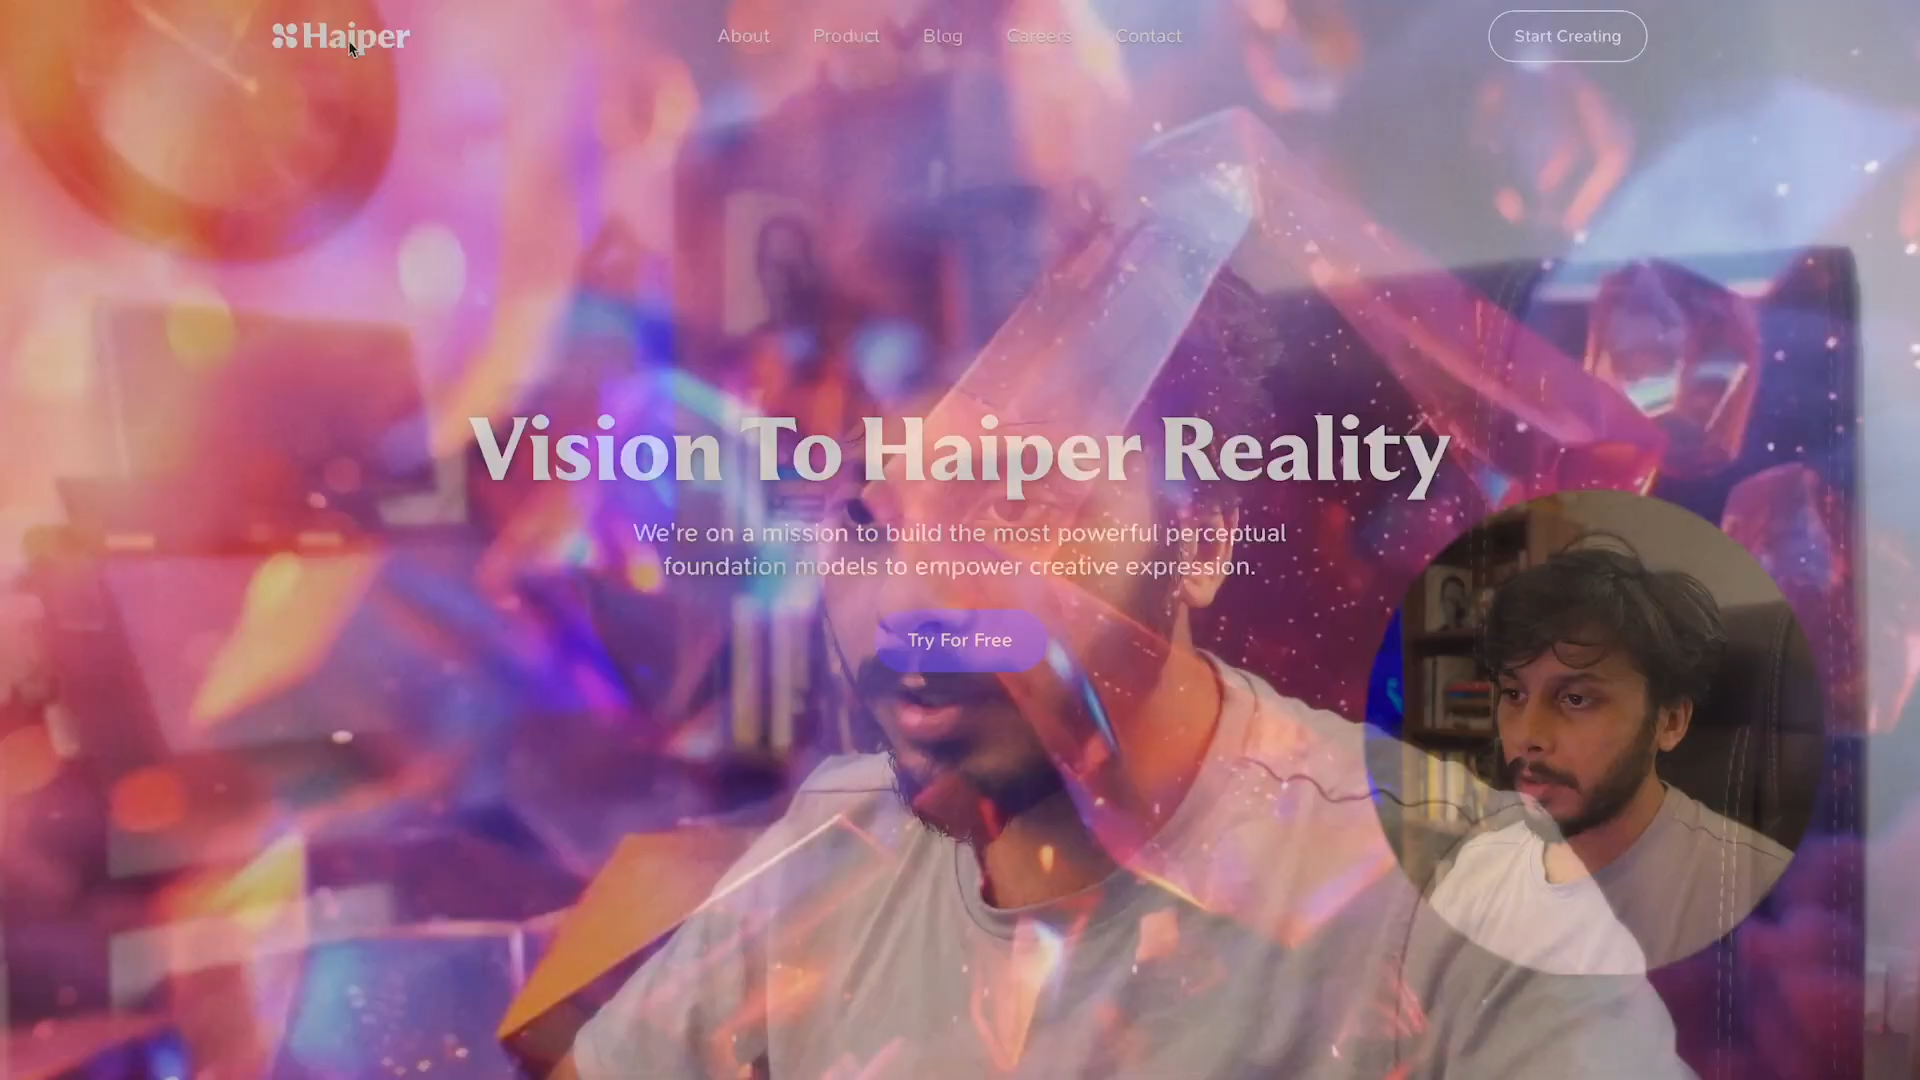 Haiper
About
Product
Blog
Careers
Contact
Start Creating
Vision To Haiper Reality
We're on a mission to build the most powerful perceptual
foundation models to empower creative expression.
Try For Free